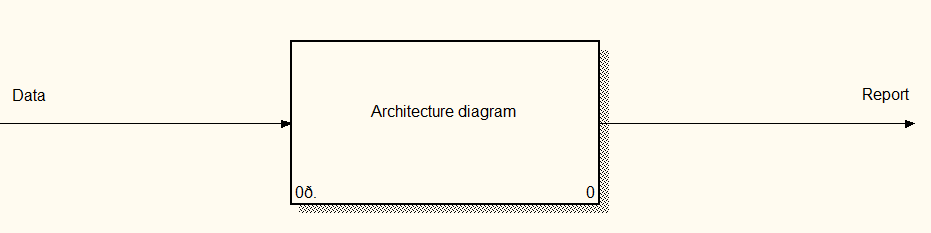 Data
Report
Architecture diagram
0ð.
0